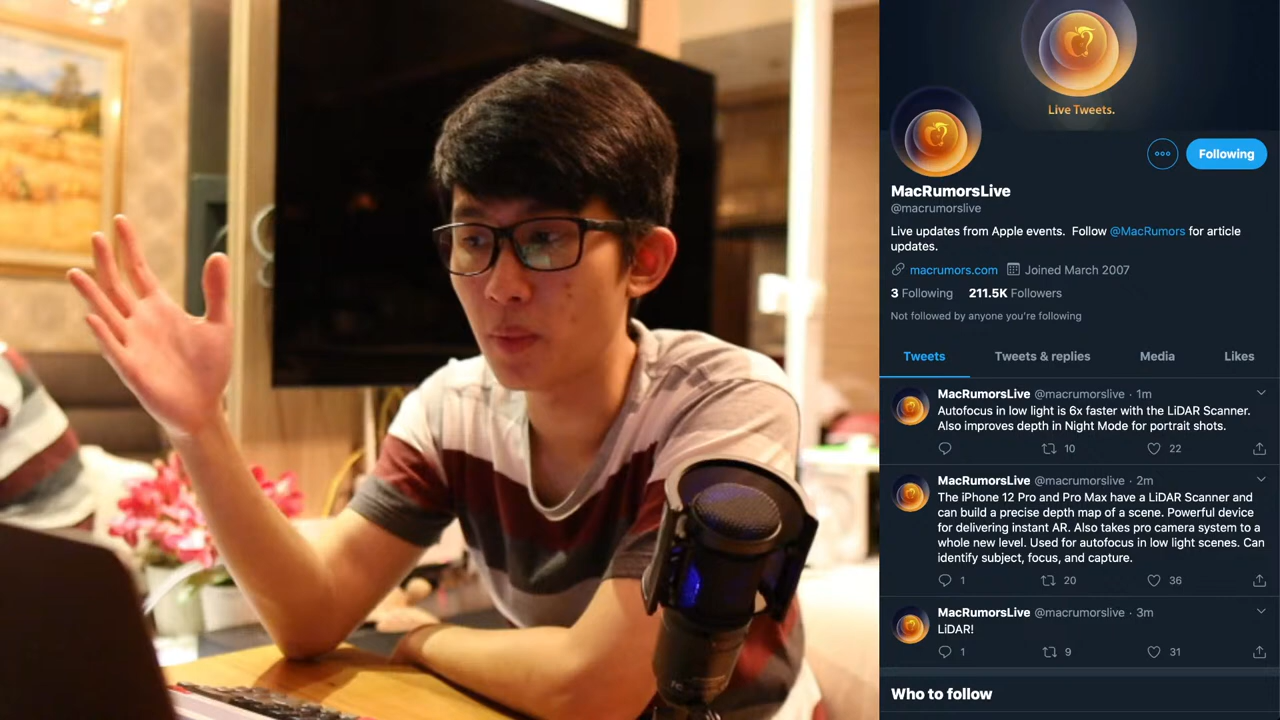 Live Tweets.
Following
MacRumorsLive
@macrumorslive
Live updates from Apple events. Follow @MacRumors for article
updates.
macrumors.com Joined March 2007
3 Following 211.5K Followers
Not followed by anyone you're following
Tweets Tweets & replies Media Likes
MacRumorsLive @macrumorslive · 1m
Autofocus in low light is 6x faster with the LiDAR Scanner.
Also improves depth in Night Mode for portrait shots.
10 22
MacRumorsLive @macrumorslive · 2m
The iPhone 12 Pro and Pro Max have a LiDAR Scanner and
can build a precise depth map of a scene. Powerful device
for delivering instant AR. Also takes pro camera system to a
whole new level. Used for autofocus in low light scenes. Can
identify subject, focus, and capture.
1 20 36
MacRumorsLive @macrumorslive · 3m
LiDAR!
1 9 31
Who to follow